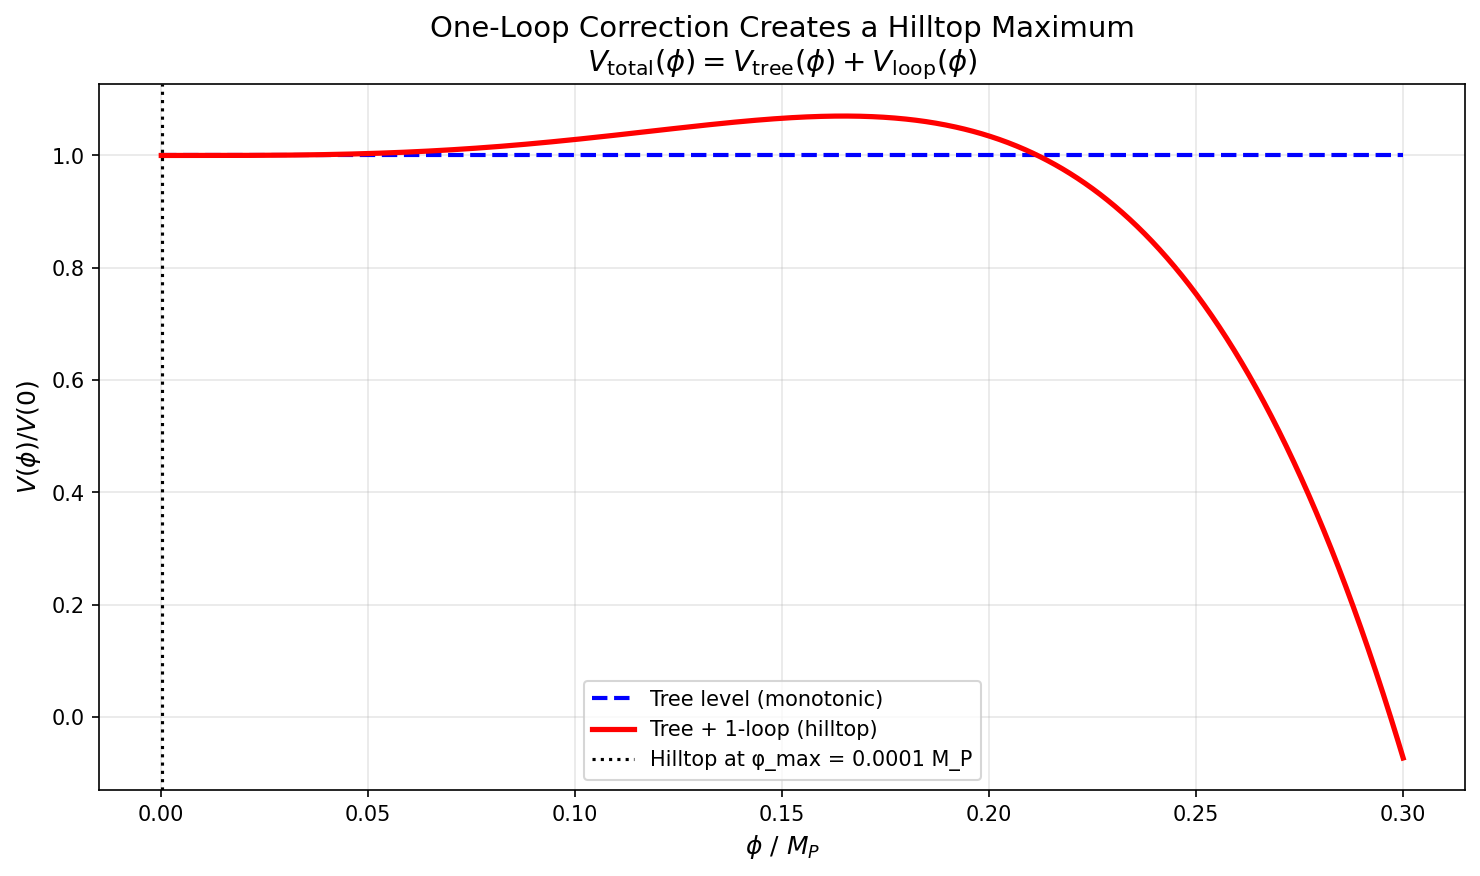 One-Loop Correction Creates a Hilltop Maximum
V_total(ϕ) = V_tree(ϕ) + V_loop(ϕ)
V(ϕ)/V(0)
1.0
0.8
0.6
0.4
0.2
0.0
Tree level (monotonic)
Tree + 1-loop (hilltop)
Hilltop at φ_max = 0.0001 M_P
0.00 0.05 0.10 0.15 0.20 0.25 0.30
ϕ / M_P